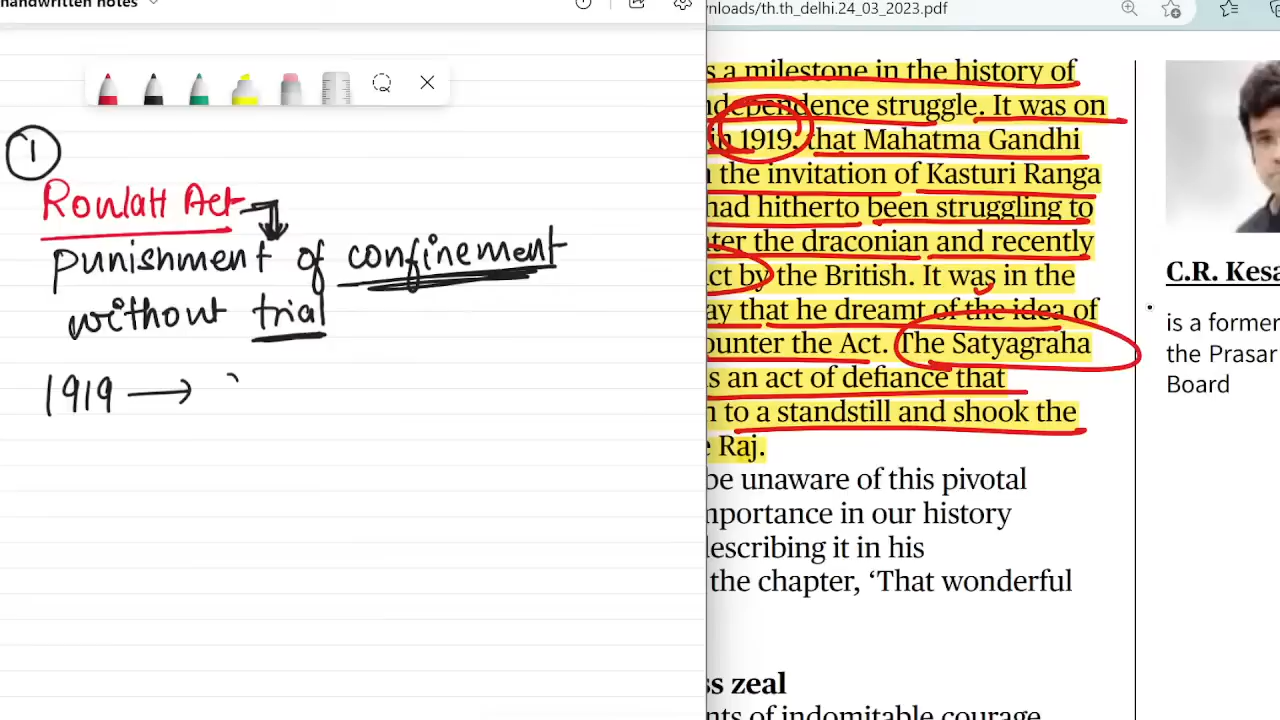 handwritten notes
nloads/th.th_delhi.24_03_2023.pdf
1
Rowlatt Act
punishment of confinement
without trial
1919 →
s a milestone in the history of
ndependence struggle. It was on
in 1919, that Mahatma Gandhi
the invitation of Kasturi Ranga
had hitherto been struggling to
ter the draconian and recently
ct by the British. It was in the
ay that he dreamt of the idea of
ounter the Act. The Satyagraha
s an act of defiance that
n to a standstill and shook the
e Raj.
be unaware of this pivotal
mportance in our history
lescribing it in his
the chapter, ‘That wonderful
ss zeal
nts of indomitable courage
C.R. Kesa
is a former
the Prasar
Board